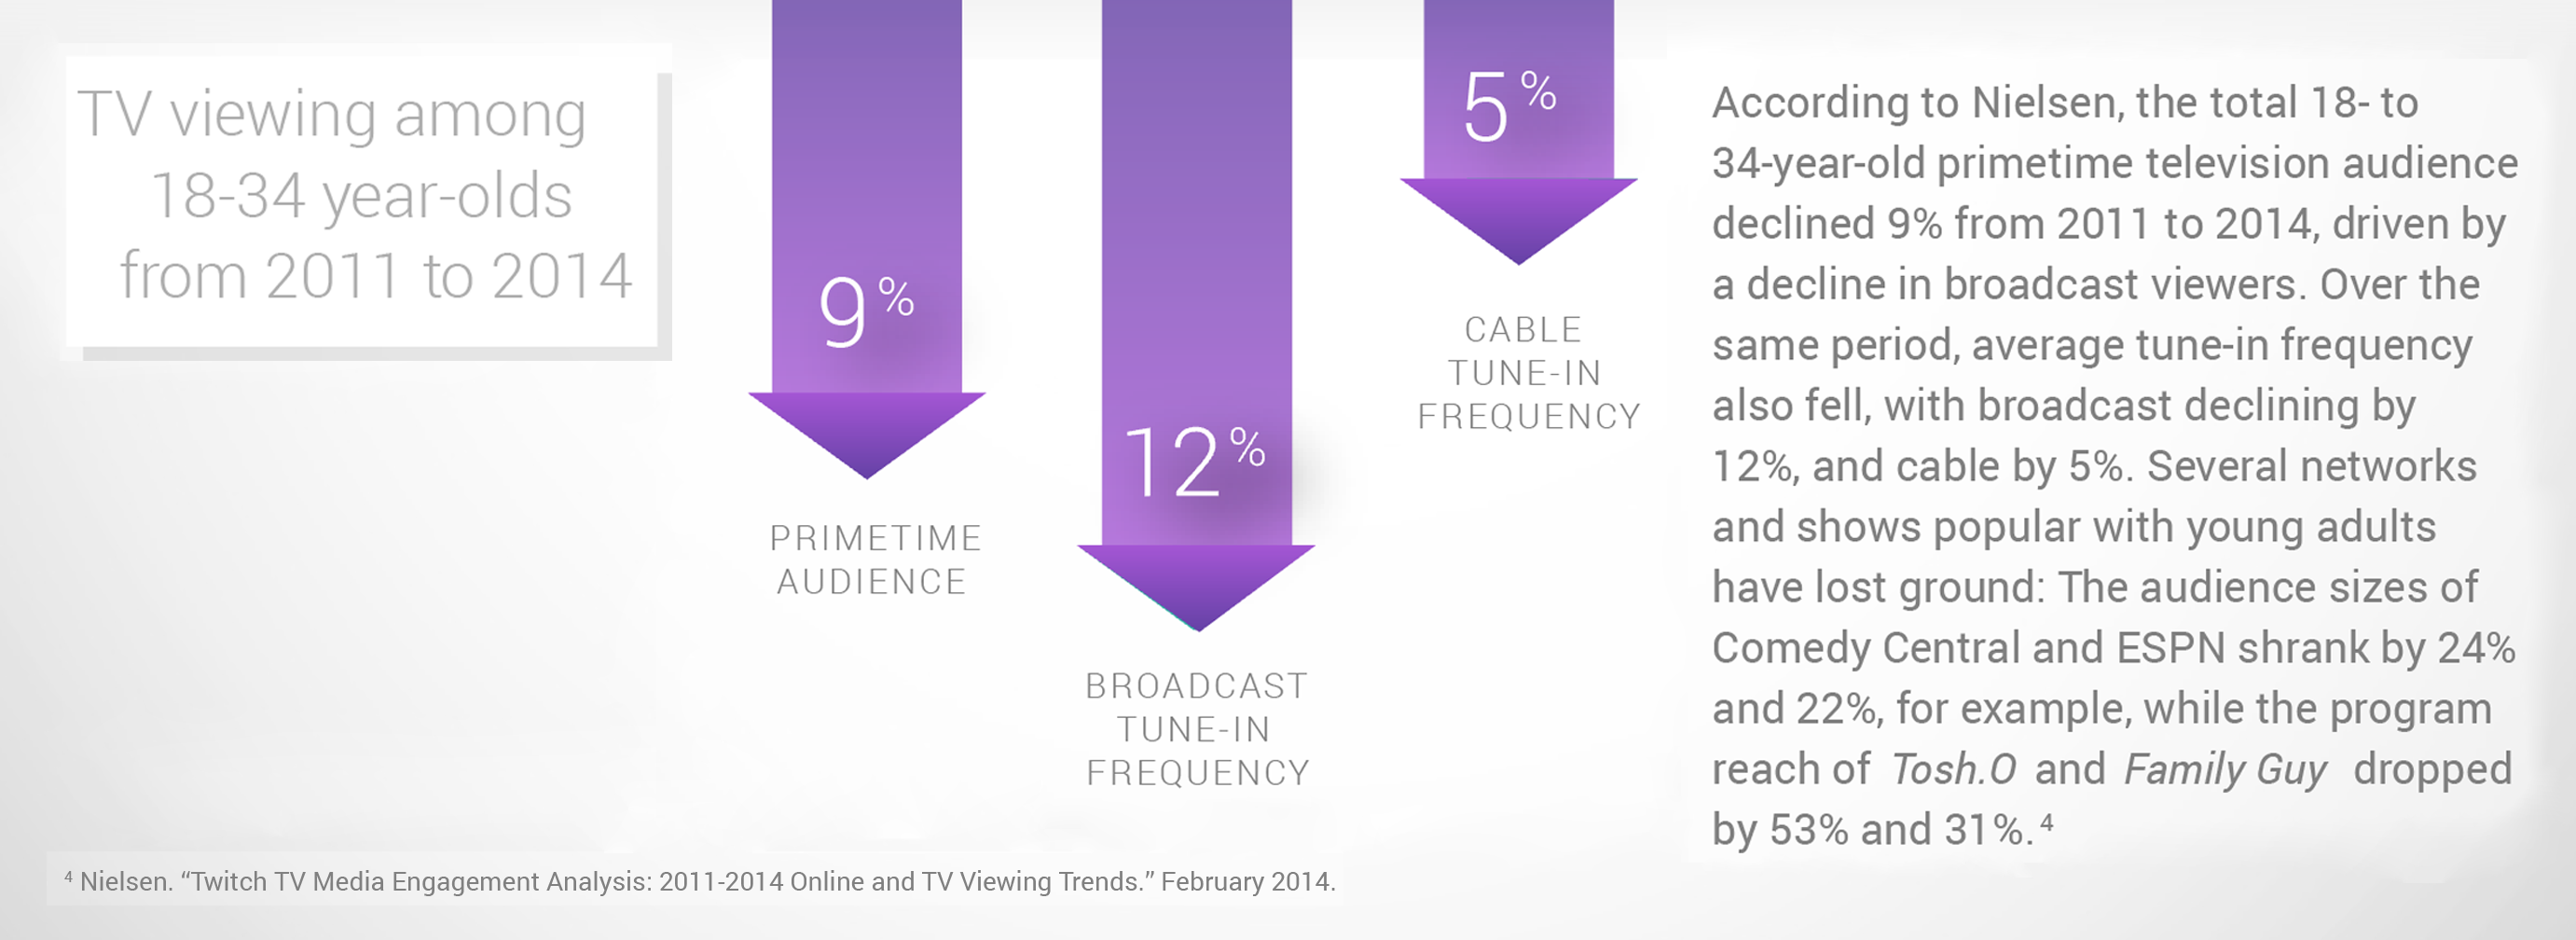 TV viewing among
18-34 year-olds
from 2011 to 2014
9%
PRIMETIME
AUDIENCE
12%
BROADCAST
TUNE-IN
FREQUENCY
5%
CABLE
TUNE-IN
FREQUENCY
According to Nielsen, the total 18- to
34-year-old primetime television audience
declined 9% from 2011 to 2014, driven by
a decline in broadcast viewers. Over the
same period, average tune-in frequency
also fell, with broadcast declining by
12%, and cable by 5%. Several networks
and shows popular with young adults
have lost ground: The audience sizes of
Comedy Central and ESPN shrank by 24%
and 22%, for example, while the program
reach of Tosh.O and Family Guy dropped
by 53% and 31%.⁴
⁴ Nielsen. “Twitch TV Media Engagement Analysis: 2011-2014 Online and TV Viewing Trends.” February 2014.